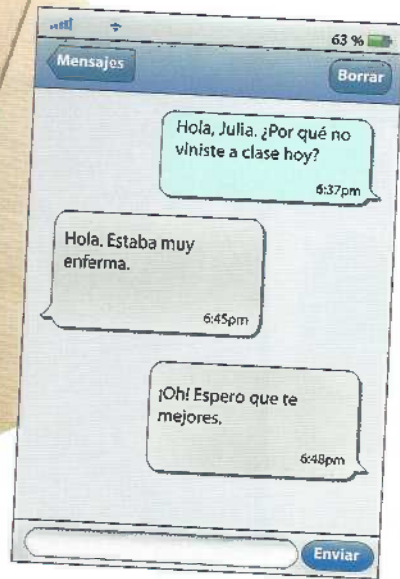 63 %
Mensajes
Borrar
Hola, Julia. ¿Por qué no
viniste a clase hoy?
6:37pm
Hola. Estaba muy
enferma.
6:45pm
¡Oh! Espero que te
mejores.
6:48pm
Enviar